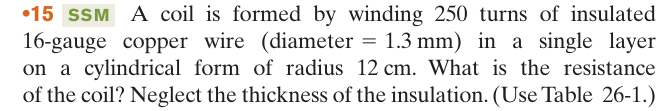 •15 SSM A coil is formed by winding 250 turns of insulated
16-gauge copper wire (diameter = 1.3 mm) in a single layer
on a cylindrical form of radius 12 cm. What is the resistance
of the coil? Neglect the thickness of the insulation. (Use Table 26-1.)